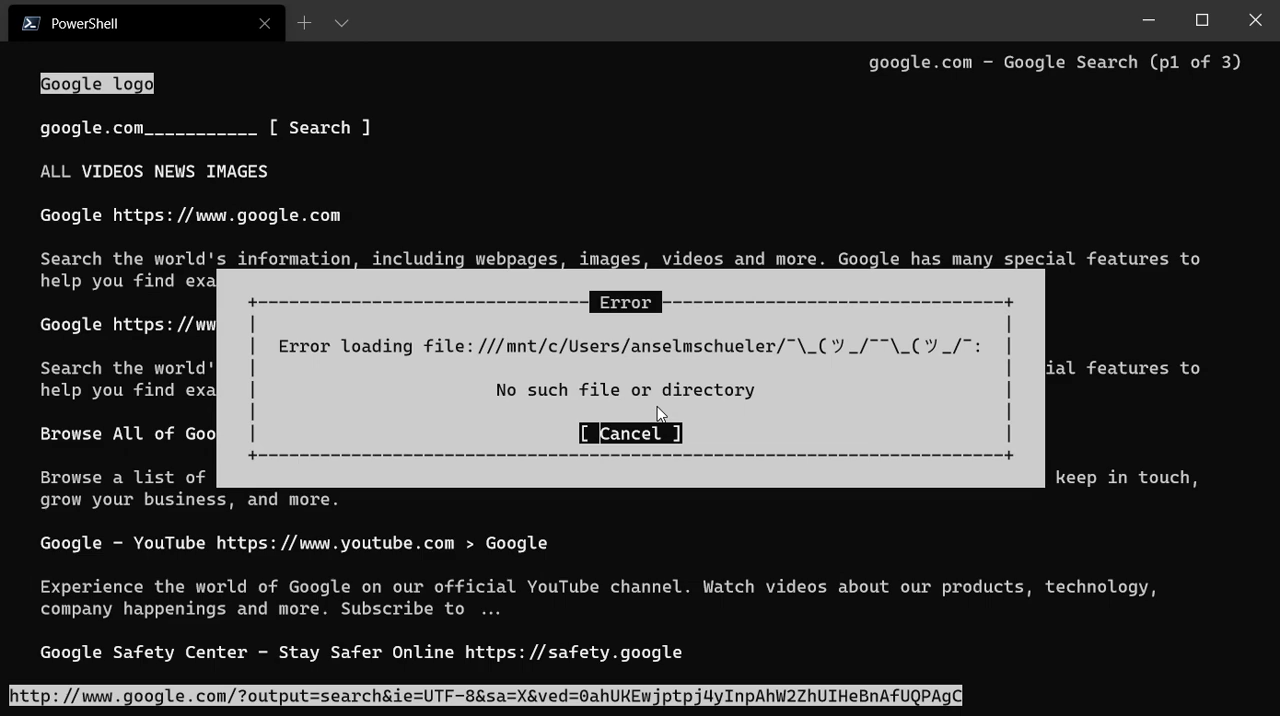 PowerShell
google.com - Google Search (p1 of 3)
Google logo
google.com___________ [ Search ]
ALL VIDEOS NEWS IMAGES
Google https://www.google.com
Search the world's information, including webpages, images, videos and more. Google has many special features to
help you find exa
Google https://ww
Search the world' ial features to
help you find exa
Browse All of Goo
Browse a list of keep in touch,
grow your business, and more.
Error
Error loading file:///mnt/c/Users/anselmschueler/¯\_(ツ_/¯¯\_(ツ_/¯:
No such file or directory
[ Cancel ]
Google - YouTube https://www.youtube.com > Google
Experience the world of Google on our official YouTube channel. Watch videos about our products, technology,
company happenings and more. Subscribe to ...
Google Safety Center - Stay Safer Online https://safety.google
http://www.google.com/?output=search&ie=UTF-8&sa=X&ved=0ahUKEwjptpj4yInpAhW2ZhUIHeBnAfUQPAgC